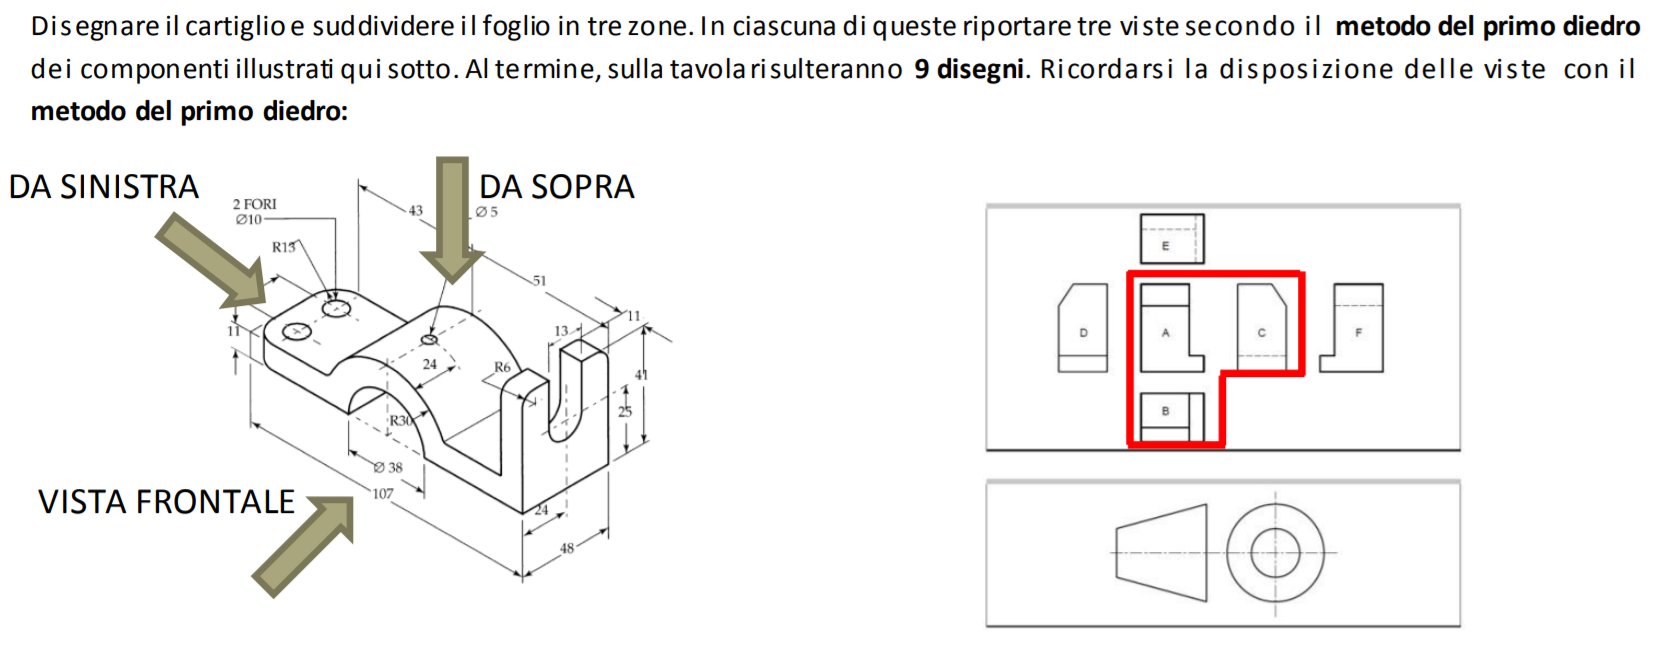 Disegnare il cartiglio e suddividere il foglio in tre zone. In ciascuna di queste riportare tre viste secondo il metodo del primo diedro
dei componenti illustrati qui sotto. Al termine, sulla tavola risulteranno 9 disegni. Ricordarsi la disposizione delle viste con il
metodo del primo diedro:
DA SINISTRA
DA SOPRA
2 FORI
Ø10
43
Ø5
R13
51
11
13
11
24
R6
41
25
R30
Ø 38
107
VISTA FRONTALE
24
48
E
D
A
C
F
B